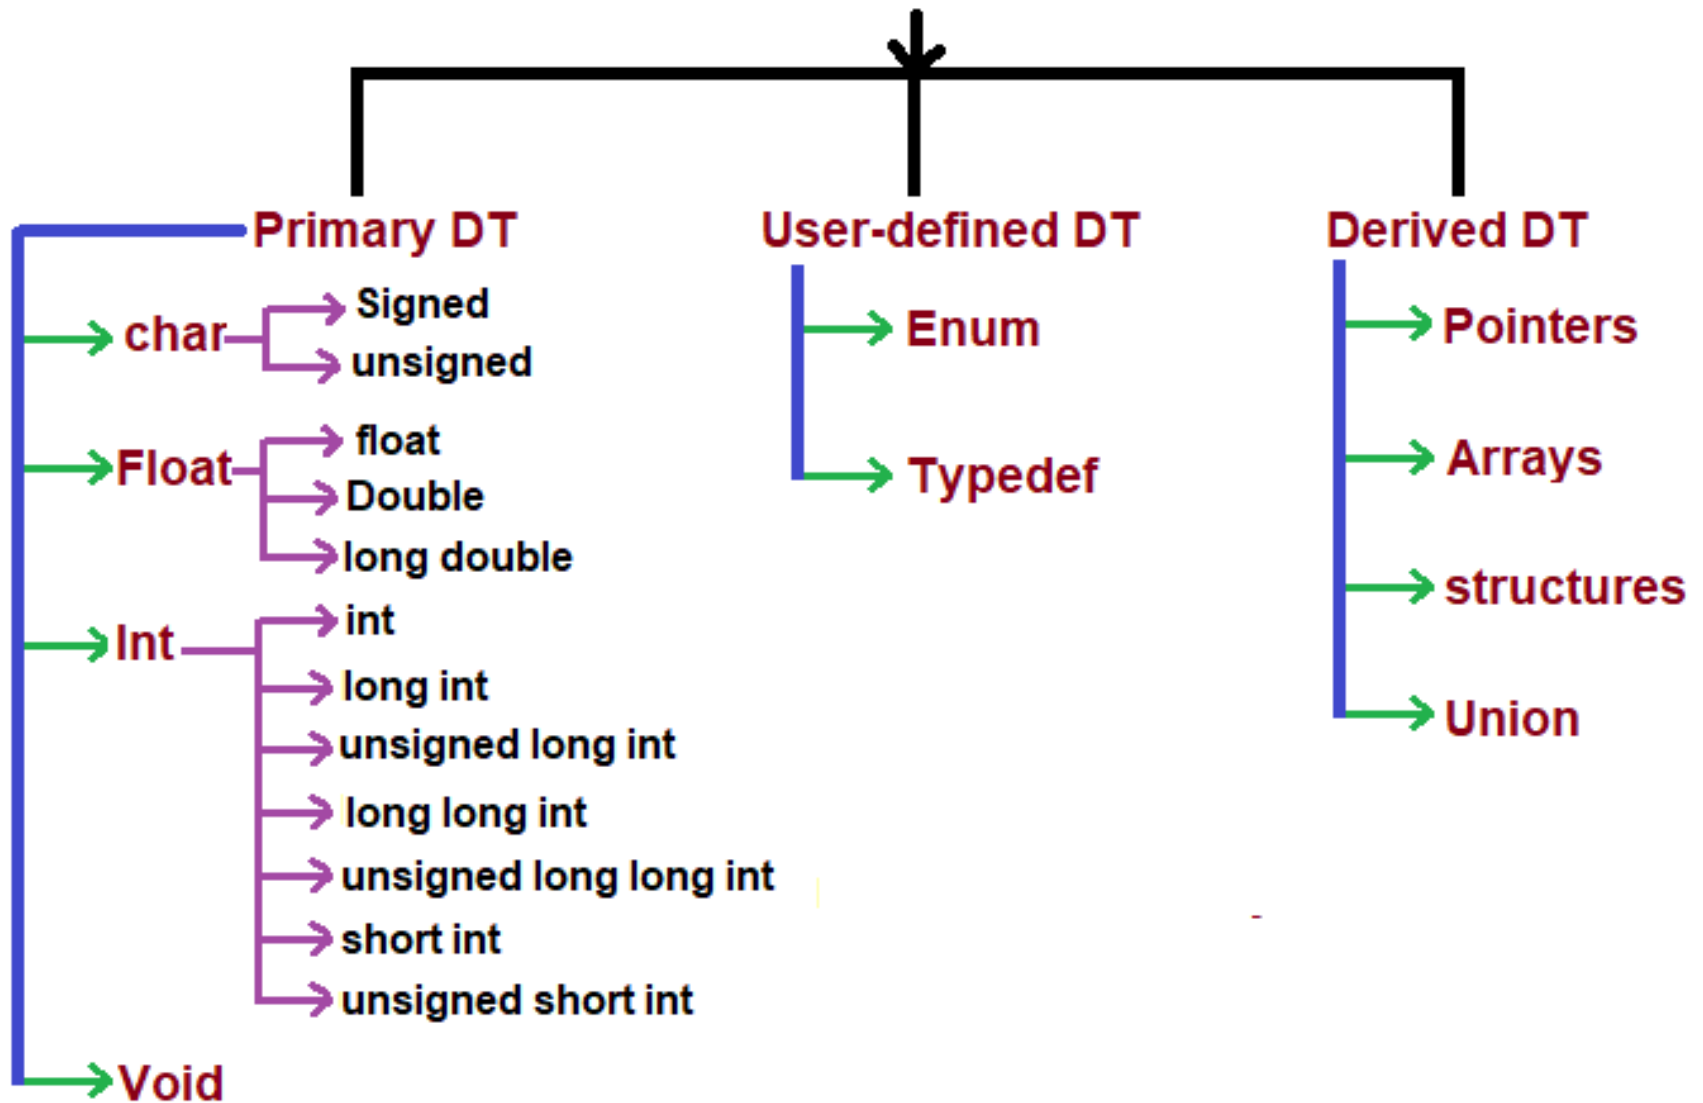 Primary DT
char
Signed
unsigned
Float
float
Double
long double
Int
int
long int
unsigned long int
long long int
unsigned long long int
short int
unsigned short int
Void
User-defined DT
Enum
Typedef
Derived DT
Pointers
Arrays
structures
Union